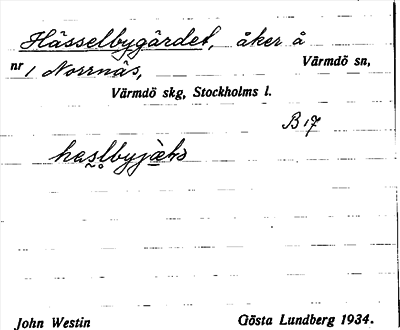 Hässelbygärdet, åker å
nr 1 Norrnäs, Värmdö sn,
Värmdö skg, Stockholms l.
B 17
John Westin Gösta Lundberg 1934.